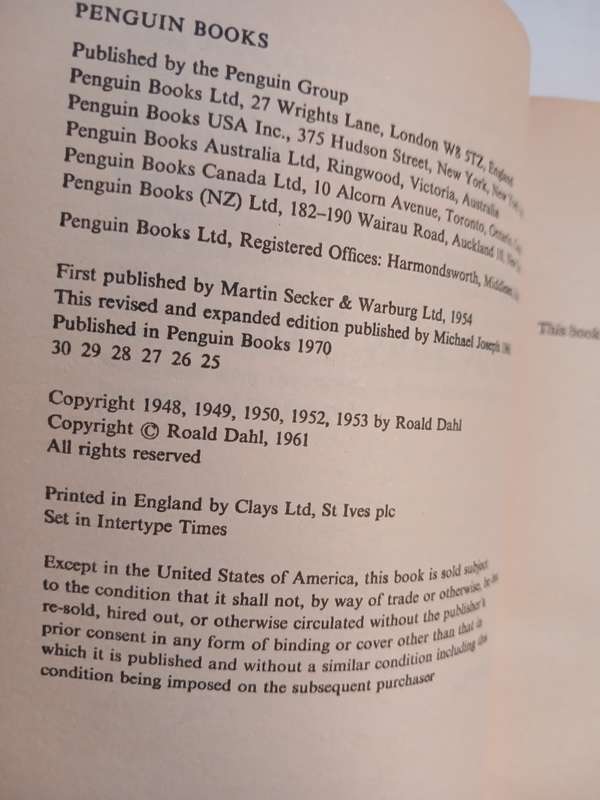 PENGUIN BOOKS
Published by the Penguin Group
Penguin Books Ltd, 27 Wrights Lane, London W8 5TZ, England
Penguin Books USA Inc., 375 Hudson Street, New York, New York
Penguin Books Australia Ltd, Ringwood, Victoria, Australia
Penguin Books Canada Ltd, 10 Alcorn Avenue, Toronto, Ontario,
Penguin Books (NZ) Ltd, 182–190 Wairau Road, Auckland 10, New
Penguin Books Ltd, Registered Offices: Harmondsworth, Middlesex,
First published by Martin Secker & Warburg Ltd, 1954
This revised and expanded edition published by Michael Joseph
Published in Penguin Books 1970
30 29 28 27 26 25
Copyright 1948, 1949, 1950, 1952, 1953 by Roald Dahl
Copyright © Roald Dahl, 1961
All rights reserved
Printed in England by Clays Ltd, St Ives plc
Set in Intertype Times
Except in the United States of America, this book is sold subject
to the condition that it shall not, by way of trade or otherwise, be
re-sold, hired out, or otherwise circulated without the publisher's
prior consent in any form of binding or cover other than that in
which it is published and without a similar condition including this
condition being imposed on the subsequent purchaser
This book